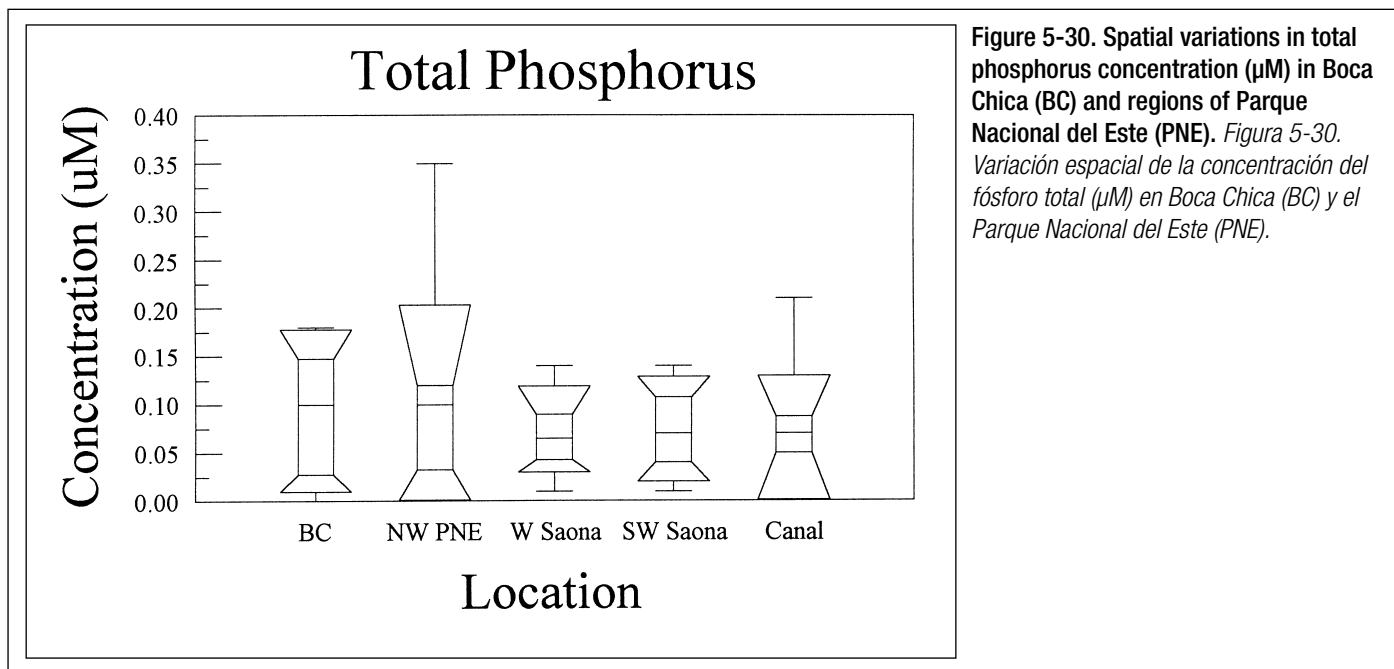 Total Phosphorus
Concentration (uM)
0.40
0.35
0.30
0.25
0.20
0.15
0.10
0.05
0.00
BC NW PNE W Saona SW Saona Canal
Location
Figure 5-30. Spatial variations in total
phosphorus concentration (µM) in Boca
Chica (BC) and regions of Parque
Nacional del Este (PNE). Figura 5-30.
Variación espacial de la concentración del
fósforo total (µM) en Boca Chica (BC) y el
Parque Nacional del Este (PNE).